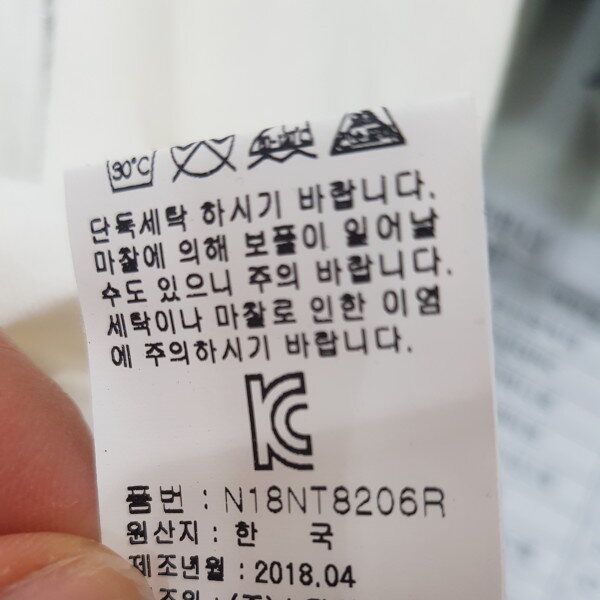 30°C
단독세탁 하시기 바랍니다.
마찰에 의해 보플이 일어날
수도 있으니 주의 바랍니다.
세탁이나 마찰로 인한 이염
에 주의하시기 바랍니다.
품번 : N18NT8206R
원산지 : 한 국
제조년월 : 2018.04